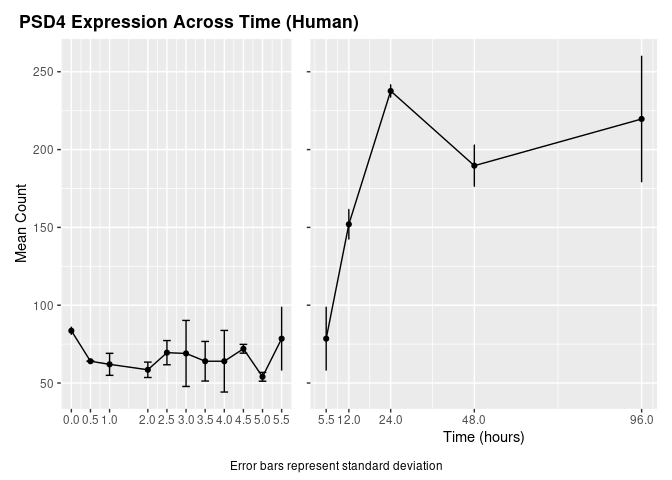 PSD4 Expression Across Time (Human)
Mean Count
250
200
150
100
50
0.0 0.5 1.0 2.0 2.5 3.0 3.5 4.0 4.5 5.0 5.5
5.5 12.0 24.0 48.0 96.0
Time (hours)
Error bars represent standard deviation